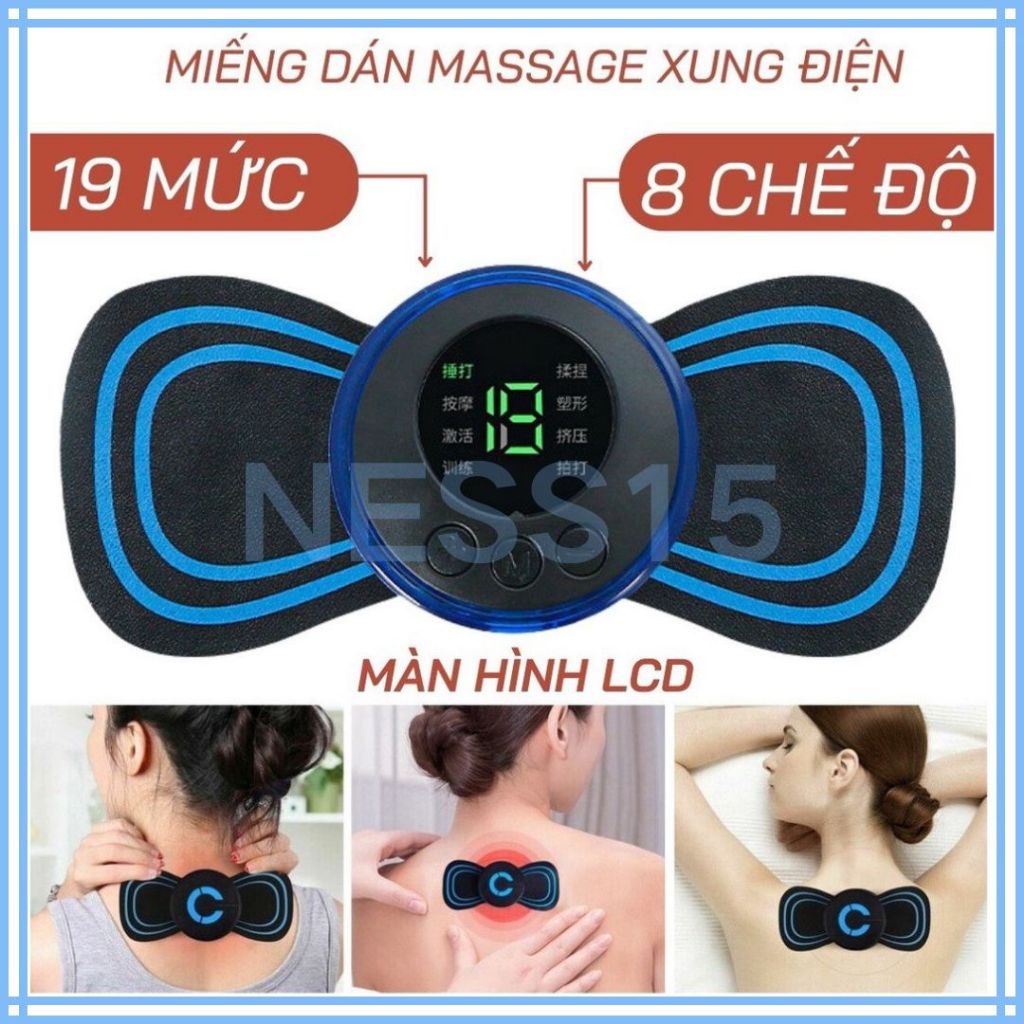 MIẾNG DÁN MASSAGE XUNG ĐIỆN
19 MỨC
8 CHẾ ĐỘ
捶打
揉捏
按摩
塑形
18
激活
挤压
训练
拍打
NESS15
M
MÀN HÌNH LCD